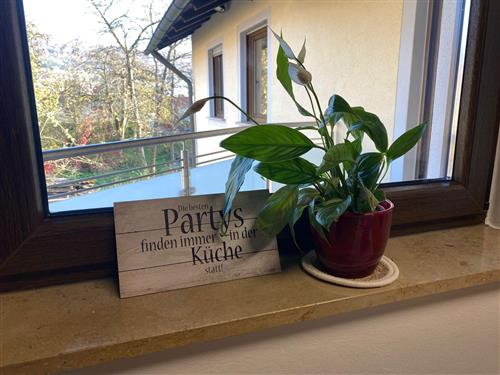 Die besten
Partys
finden immer in der
Küche
statt!